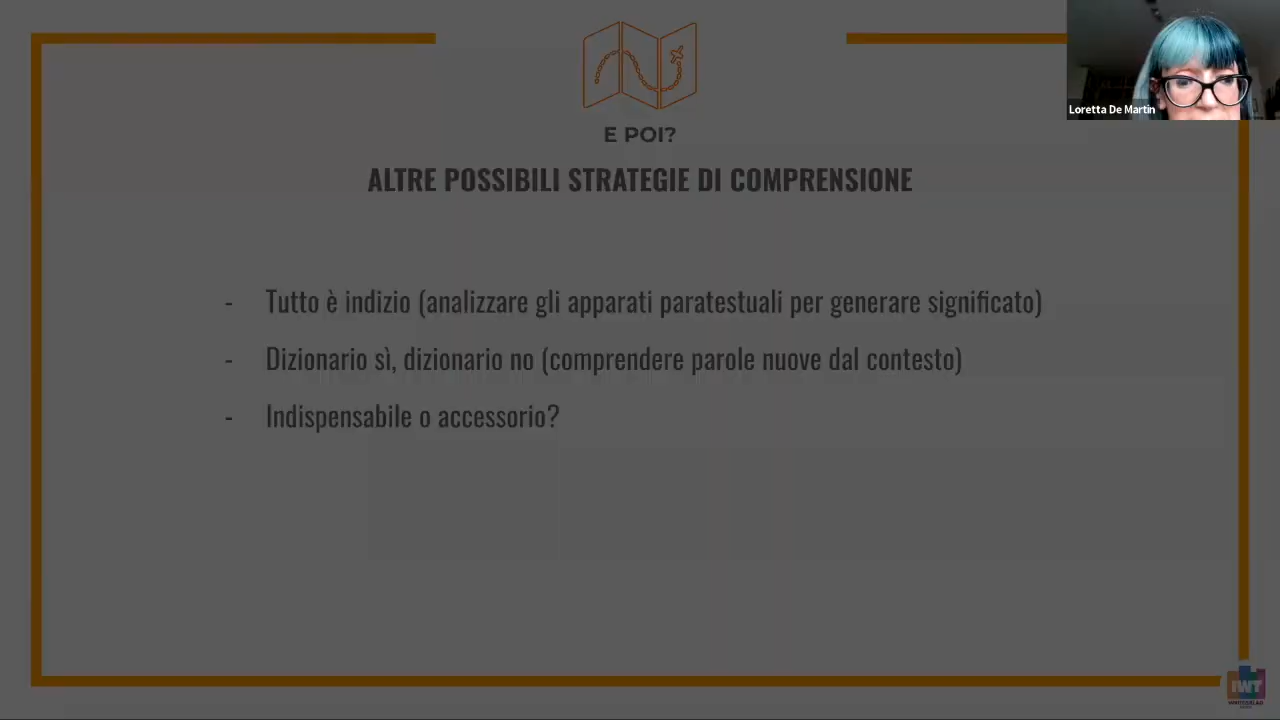 Loretta De Martin
E POI?
ALTRE POSSIBILI STRATEGIE DI COMPRENSIONE
- Tutto è indizio (analizzare gli apparati paratestuali per generare significato)
- Dizionario sì, dizionario no (comprendere parole nuove dal contesto)
- Indispensabile o accessorio?
IWT